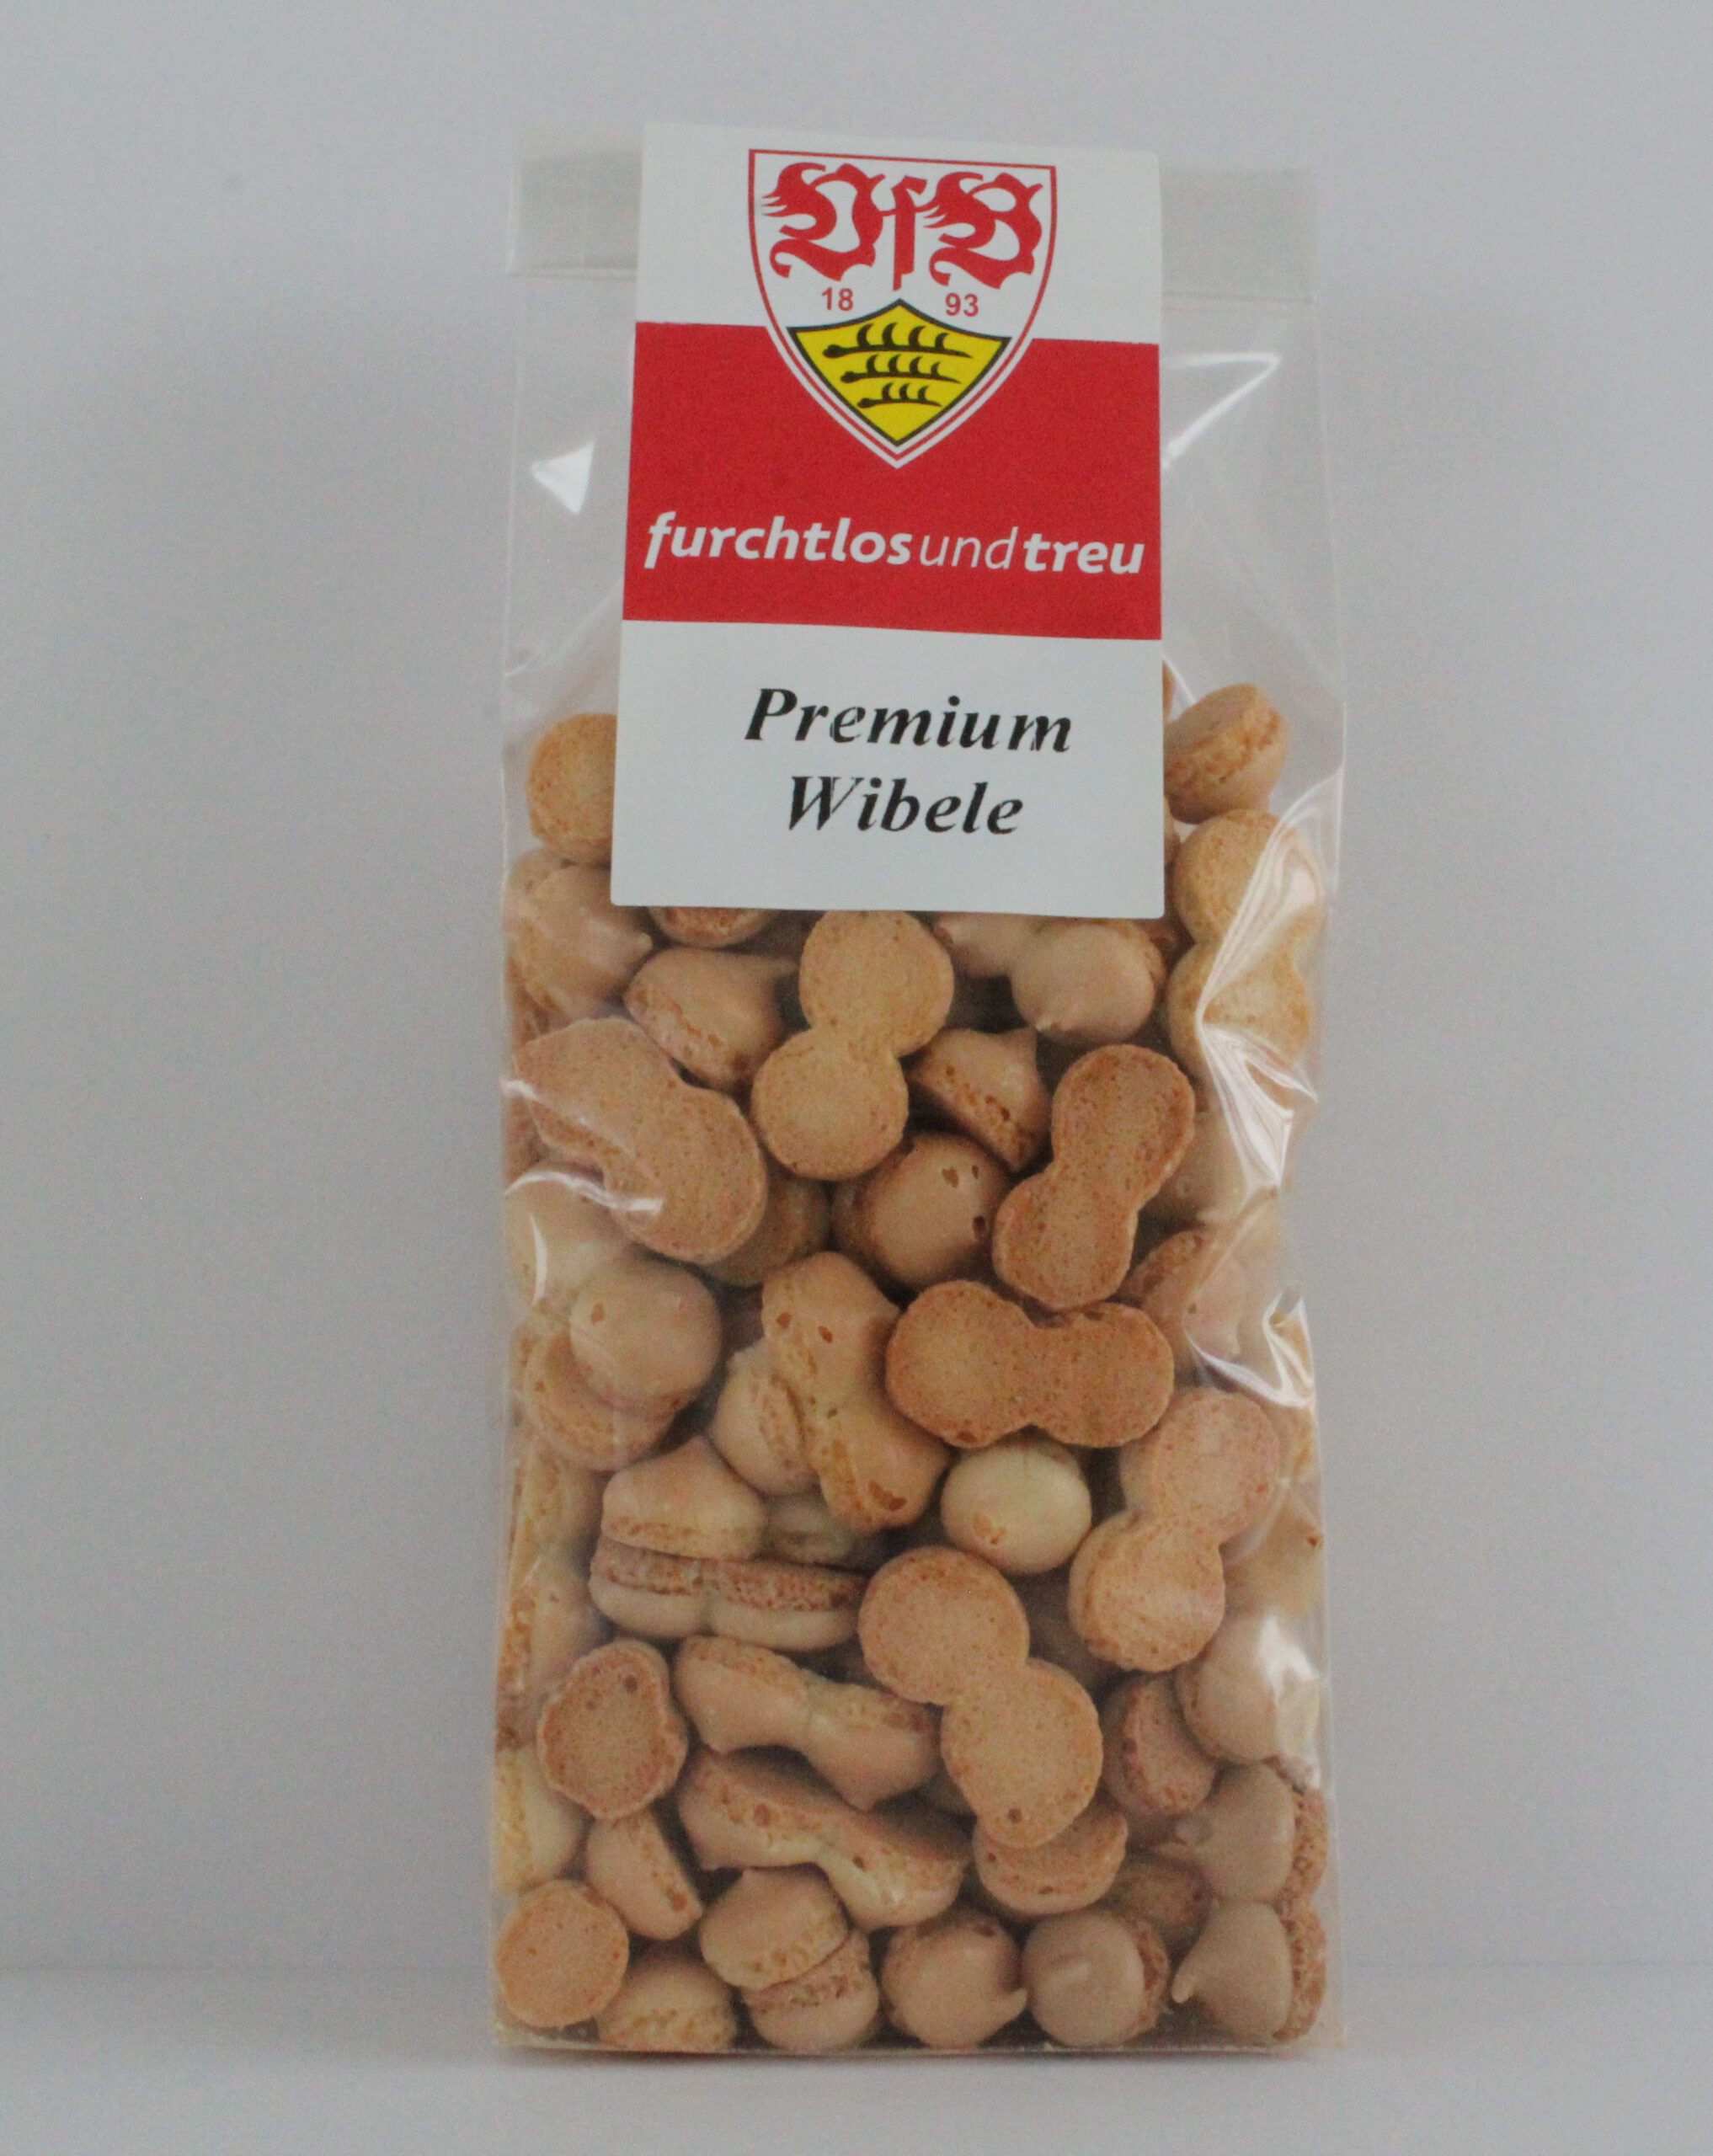 VfB
18 93
furchtlosundtreu
Premium
Wibele